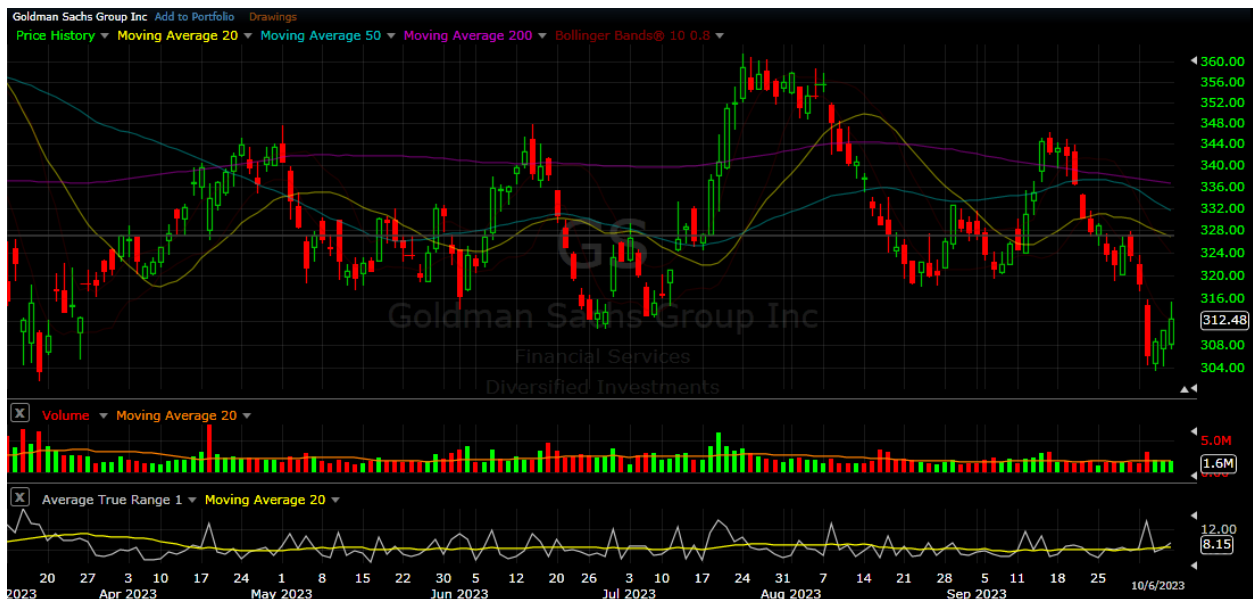 Goldman Sachs Group Inc Add to Portfolio Drawings
Price History Moving Average 20 Moving Average 50 Moving Average 200 Bollinger Bands® 10 0.8
360.00
356.00
352.00
348.00
344.00
340.00
336.00
332.00
328.00
324.00
320.00
316.00
312.48
308.00
304.00
GS
Goldman Sachs Group Inc
Financial Services
Diversified Investments
X Volume Moving Average 20
5.0M
1.6M
X Average True Range 1 Moving Average 20
12.00
8.15
20 27 3 10 17 24 1 8 15 22 30 5 12 20 26 3 10 17 24 31 7 14 21 28 5 11 18 25 10/6/2023
2023 Apr 2023 May 2023 Jun 2023 Jul 2023 Aug 2023 Sep 2023